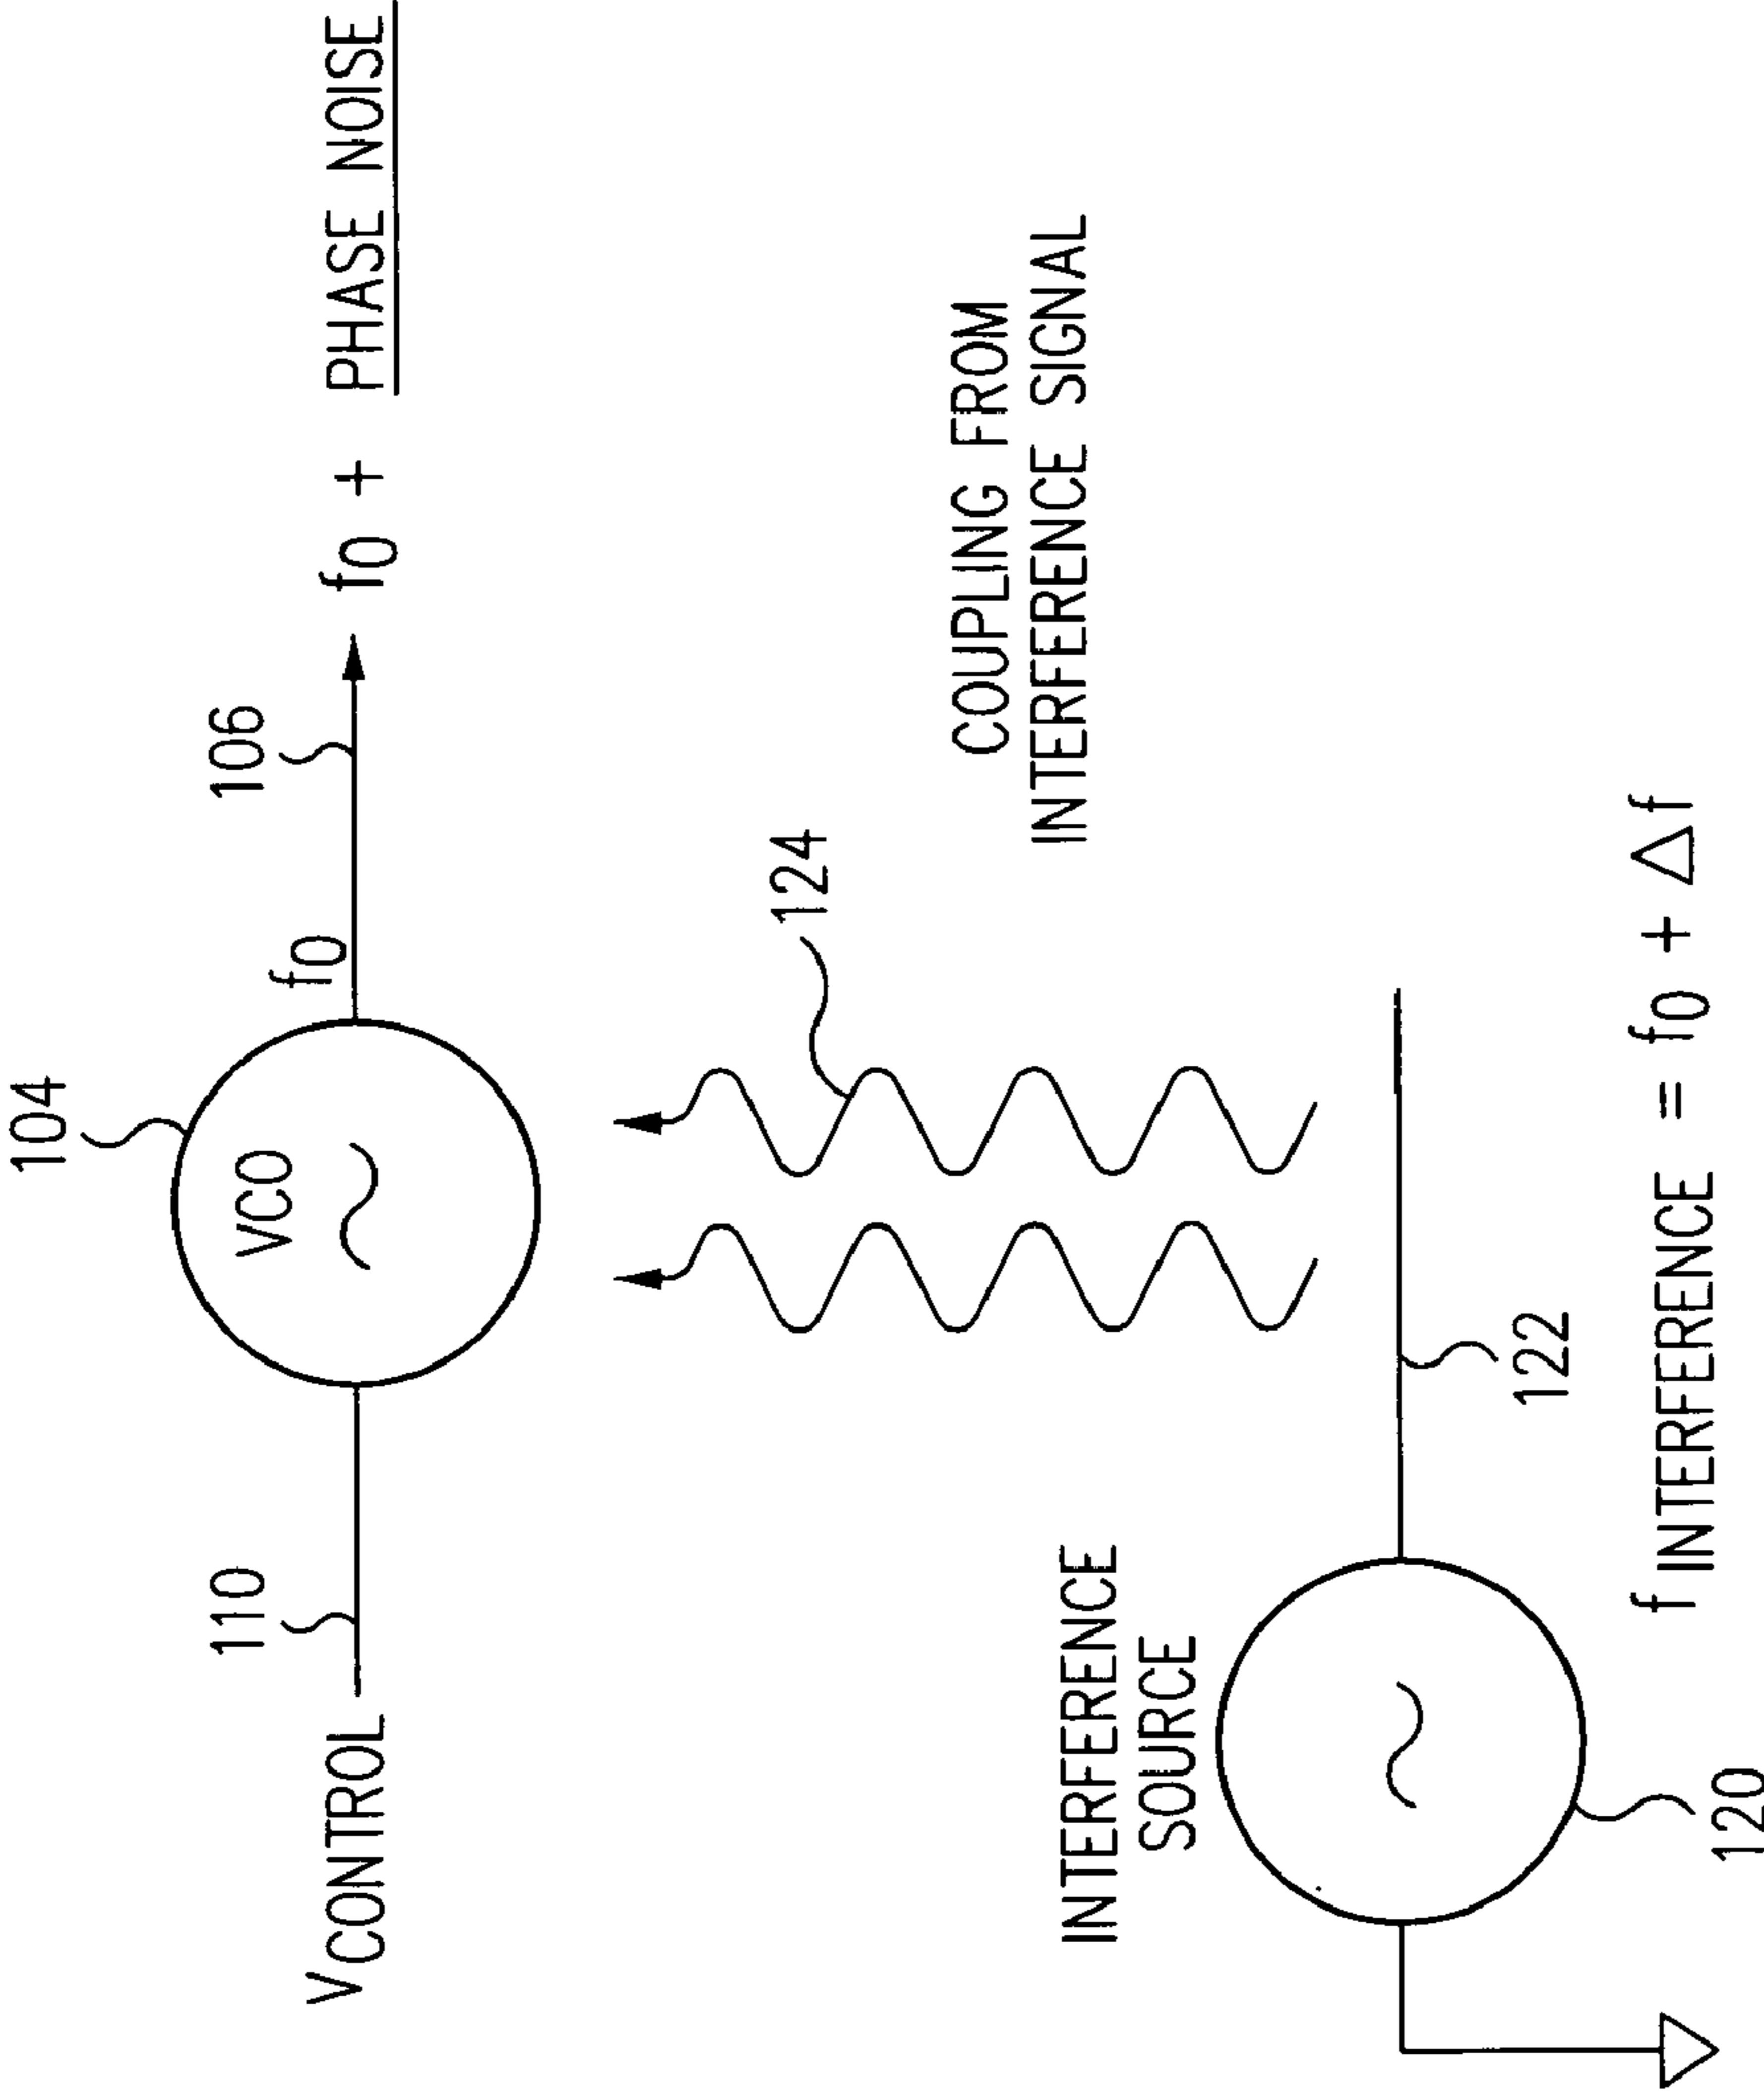 104
VCO
f0
106
f0 + PHASE NOISE
110
VCONTROL
124
COUPLING FROM
INTERFERENCE SIGNAL
INTERFERENCE
SOURCE
122
120
f INTERFERENCE = f0 + Δf